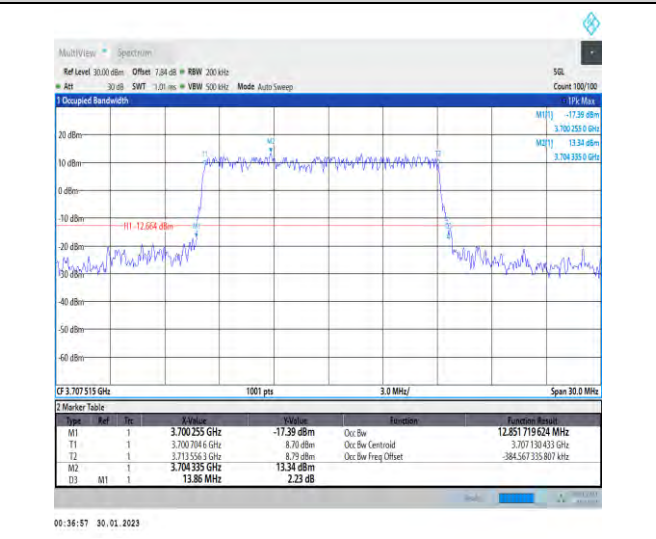 MultiView Spectrum
Ref Level 30.00 dBm Offset 7.84 dB RBW 200 kHz SGL
Att 30 dB SWT 1.01 ms VBW 500 kHz Mode Auto Sweep Count 100/100
1 Occupied Bandwidth 1Pk Max
M1[1] -17.39 dBm
3.700 253 0 GHz
M2[1] 13.34 dBm
3.704 335 0 GHz
20 dBm
10 dBm
0 dBm
-10 dBm
H1 -12.664 dBm
-20 dBm
-30 dBm
-40 dBm
-50 dBm
-60 dBm
T1
M2
T2
M1
CF 3.707 515 GHz 1001 pts 3.0 MHz/ Span 30.0 MHz
2 Marker Table
Type Ref Trc X-Value Y-Value Function Function Result
M1 1 3.700 255 GHz -17.39 dBm Occ Bw 12.851 719 624 MHz
T1 1 3.700 704 6 GHz 8.70 dBm Occ Bw Centroid 3.707 130 433 GHz
T2 1 3.713 556 3 GHz 8.79 dBm Occ Bw Freq Offset -384.567 335 807 kHz
M2 1 3.704 335 GHz 13.34 dBm
D3 M1 1 13.86 MHz 2.23 dB
00:36:57 30.01.2023